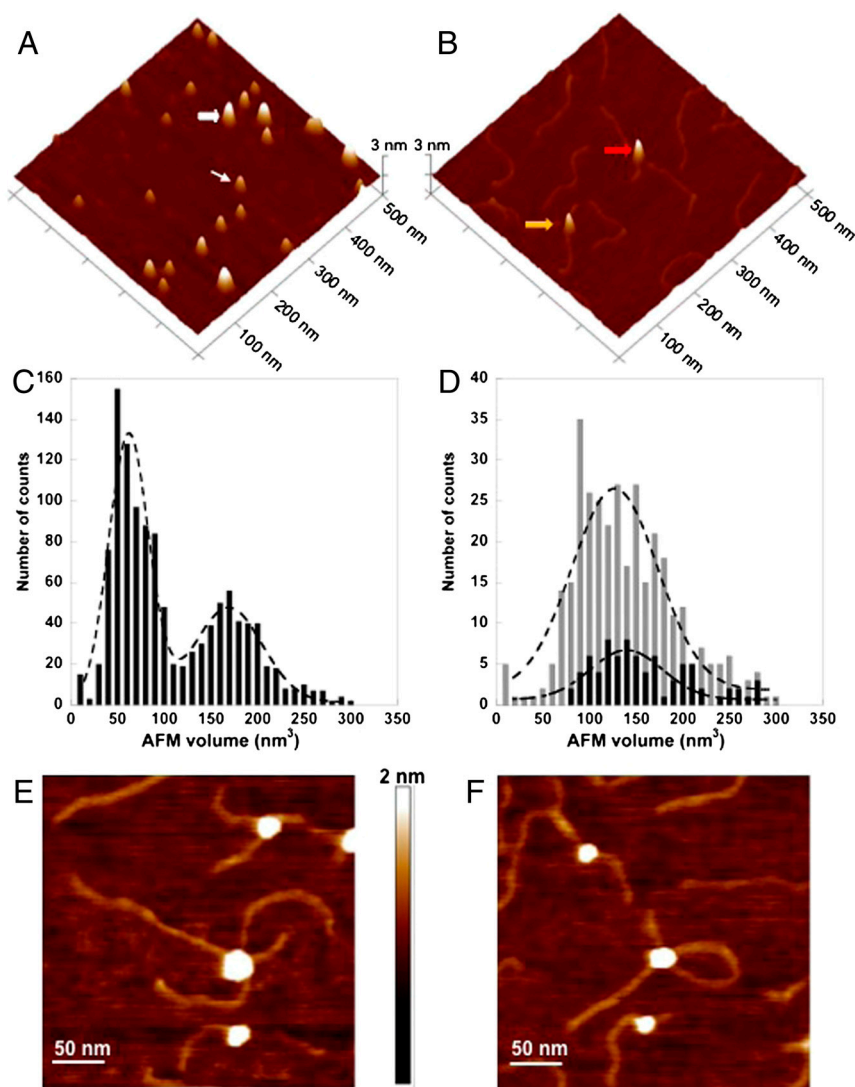 A
B
3 nm
3 nm
500 nm
400 nm
300 nm
200 nm
100 nm
500 nm
400 nm
300 nm
200 nm
100 nm
C
160
140
120
100
80
60
40
20
0
Number of counts
0 50 100 150 200 250 300 350
AFM volume (nm³)
D
40
35
30
25
20
15
10
5
0
Number of counts
0 50 100 150 200 250 300 350
AFM volume (nm³)
E
2 nm
50 nm
F
50 nm